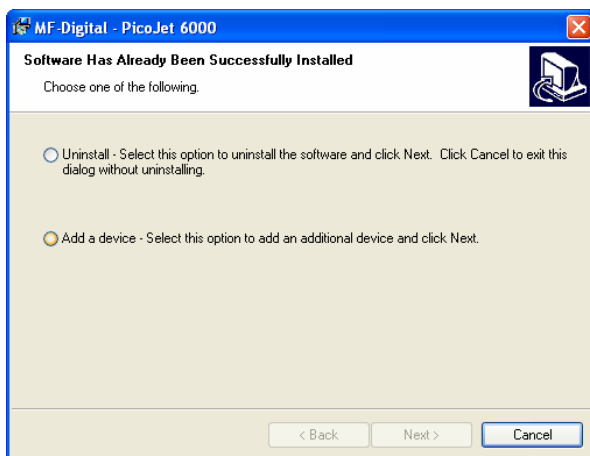 MF-Digital - PicoJet 6000
Software Has Already Been Successfully Installed
Choose one of the following.
Uninstall - Select this option to uninstall the software and click Next.  Click Cancel to exit this
dialog without uninstalling.
Add a device - Select this option to add an additional device and click Next.
< Back
Next >
Cancel